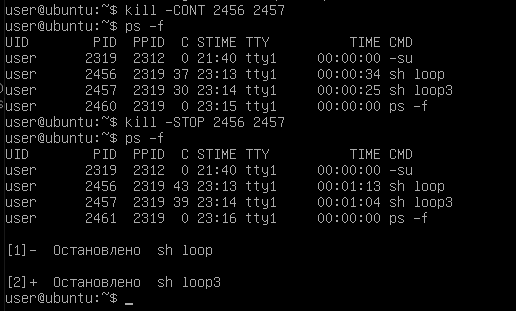 user@ubuntu:~$ kill -CONT 2456 2457
user@ubuntu:~$ ps -f
UID        PID  PPID  C STIME TTY          TIME CMD
user      2319  2312  0 21:40 tty1     00:00:00 -su
user      2456  2319 37 23:13 tty1     00:00:34 sh loop
user      2457  2319 30 23:14 tty1     00:00:25 sh loop3
user      2460  2319  0 23:15 tty1     00:00:00 ps -f
user@ubuntu:~$ kill -STOP 2456 2457
user@ubuntu:~$ ps -f
UID        PID  PPID  C STIME TTY          TIME CMD
user      2319  2312  0 21:40 tty1     00:00:00 -su
user      2456  2319 43 23:13 tty1     00:01:13 sh loop
user      2457  2319 39 23:14 tty1     00:01:04 sh loop3
user      2461  2319  0 23:16 tty1     00:00:00 ps -f
[1]-  Остановлено  sh loop
[2]+  Остановлено  sh loop3
user@ubuntu:~$ _